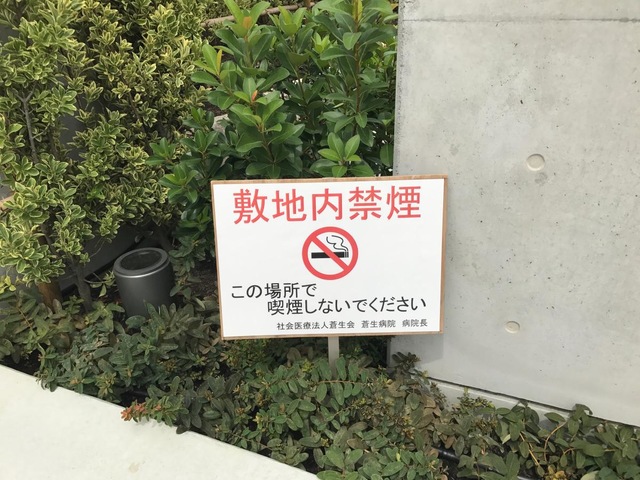 敷地内禁煙
この場所で
喫煙しないでください
社会医療法人蒼生会　蒼生病院　病院長